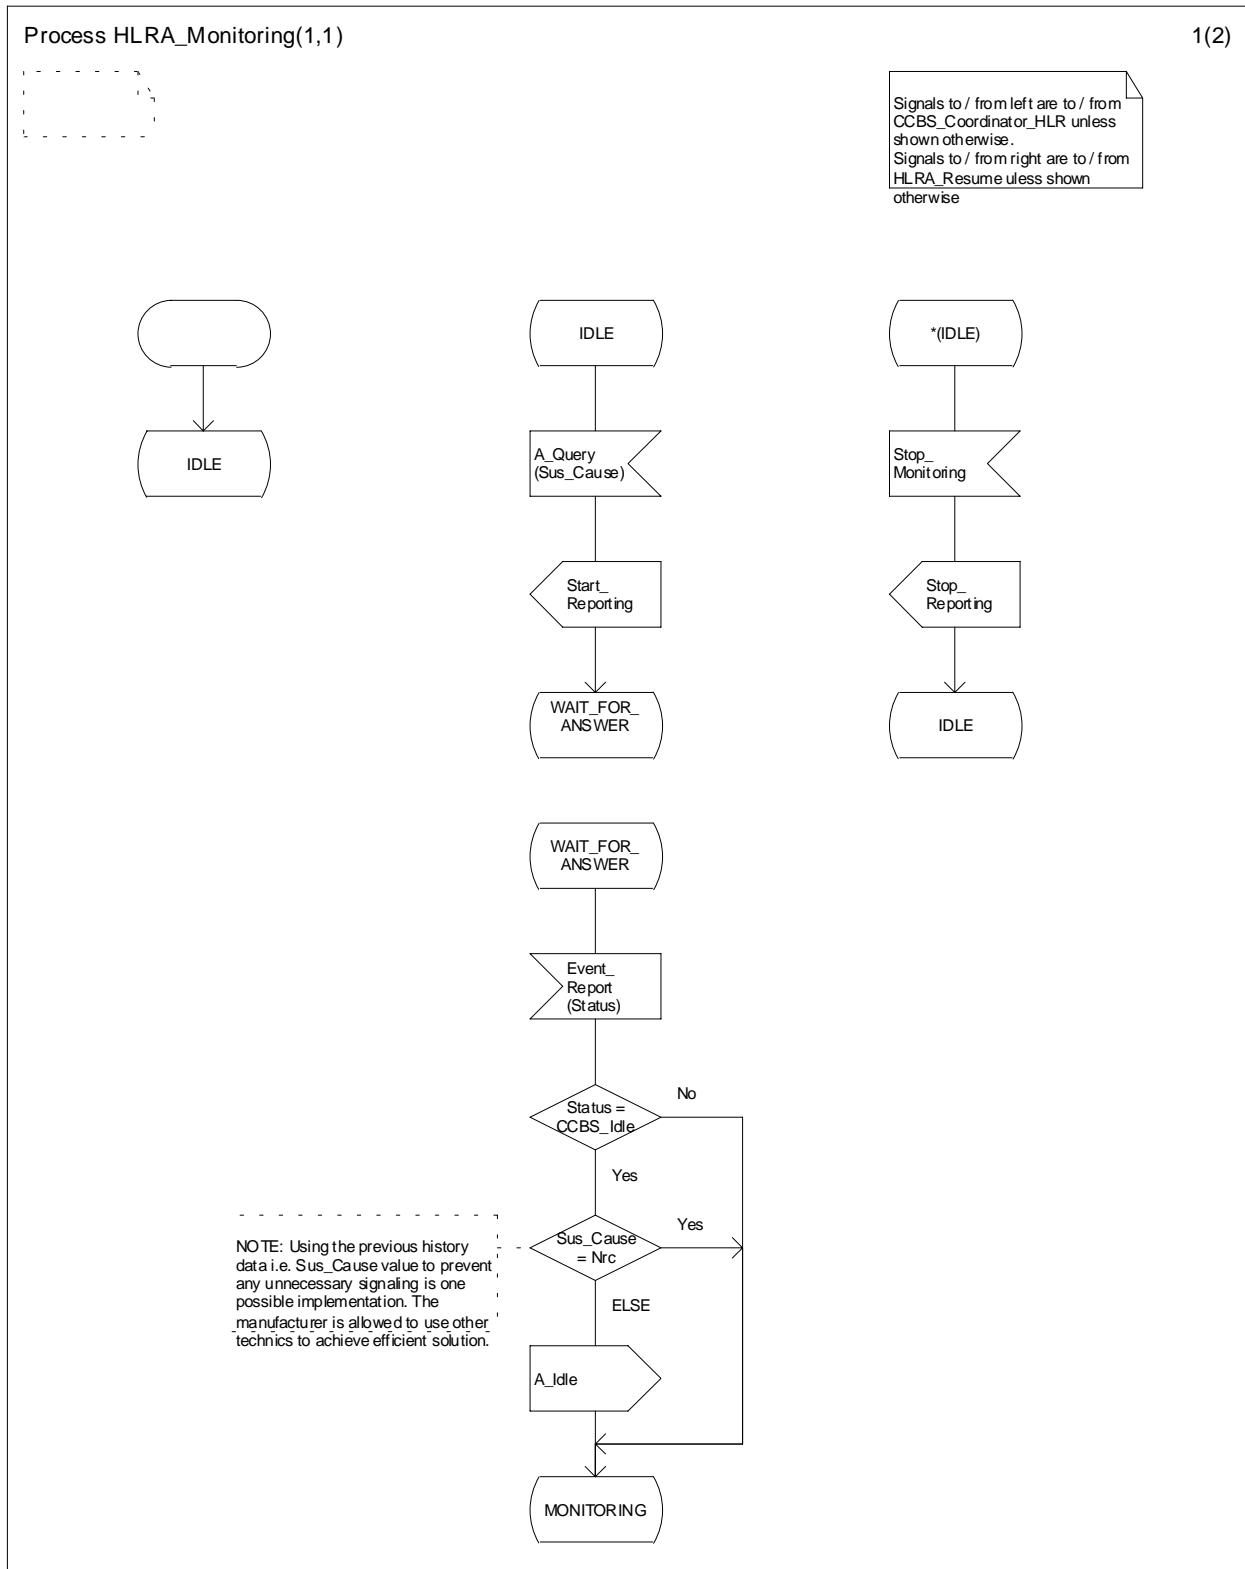 Process HLRA_Monitoring(1,1)
1(2)
Signals to / from left are to / from
CCBS_Coordinator_HLR unless
shown otherwise.
Signals to / from right are to / from
HLRA_Resume uless shown
otherwise
IDLE
*(IDLE)
IDLE
A_Query
(Sus_Cause)
Stop_
Monitoring
Start_
Reporting
Stop_
Reporting
WAIT_FOR_
ANSWER
IDLE
WAIT_FOR_
ANSWER
Event_
Report
(Status)
Status =
CCBS_Idle
No
Yes
Sus_Cause
= Nrc
Yes
NOTE: Using the previous history
data i.e. Sus_Cause value to prevent
any unnecessary signaling is one
possible implementation. The
manufacturer is allowed to use other
technics to achieve efficient solution.
ELSE
A_Idle
MONITORING